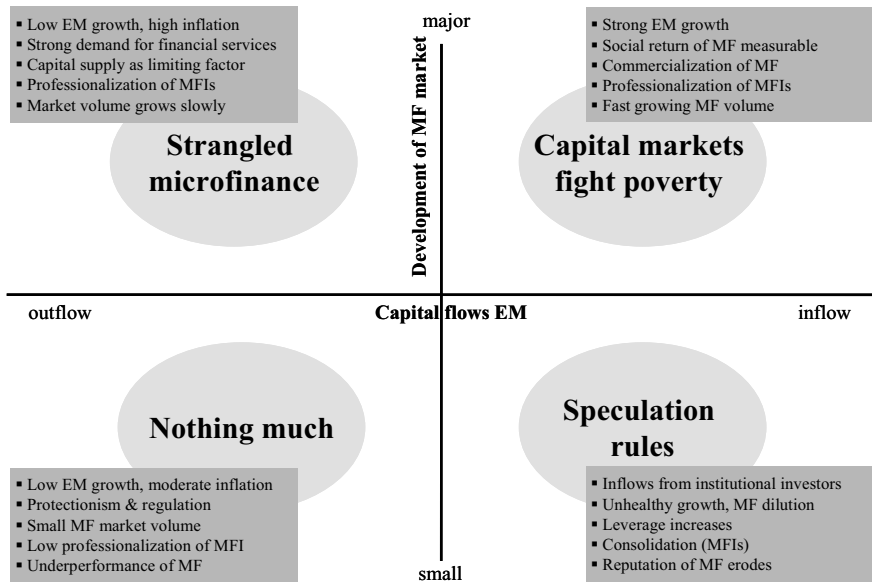 major
▪ Low EM growth, high inflation
▪ Strong demand for financial services
▪ Capital supply as limiting factor
▪ Professionalization of MFIs
▪ Market volume grows slowly
Strangled
microfinance
Development of MF market
▪ Strong EM growth
▪ Social return of MF measurable
▪ Commercialization of MF
▪ Professionalization of MFIs
▪ Fast growing MF volume
Capital markets
fight poverty
outflow
Capital flows EM
inflow
Nothing much
▪ Low EM growth, moderate inflation
▪ Protectionism & regulation
▪ Small MF market volume
▪ Low professionalization of MFI
▪ Underperformance of MF
Speculation
rules
▪ Inflows from institutional investors
▪ Unhealthy growth, MF dilution
▪ Leverage increases
▪ Consolidation (MFIs)
▪ Reputation of MF erodes
small